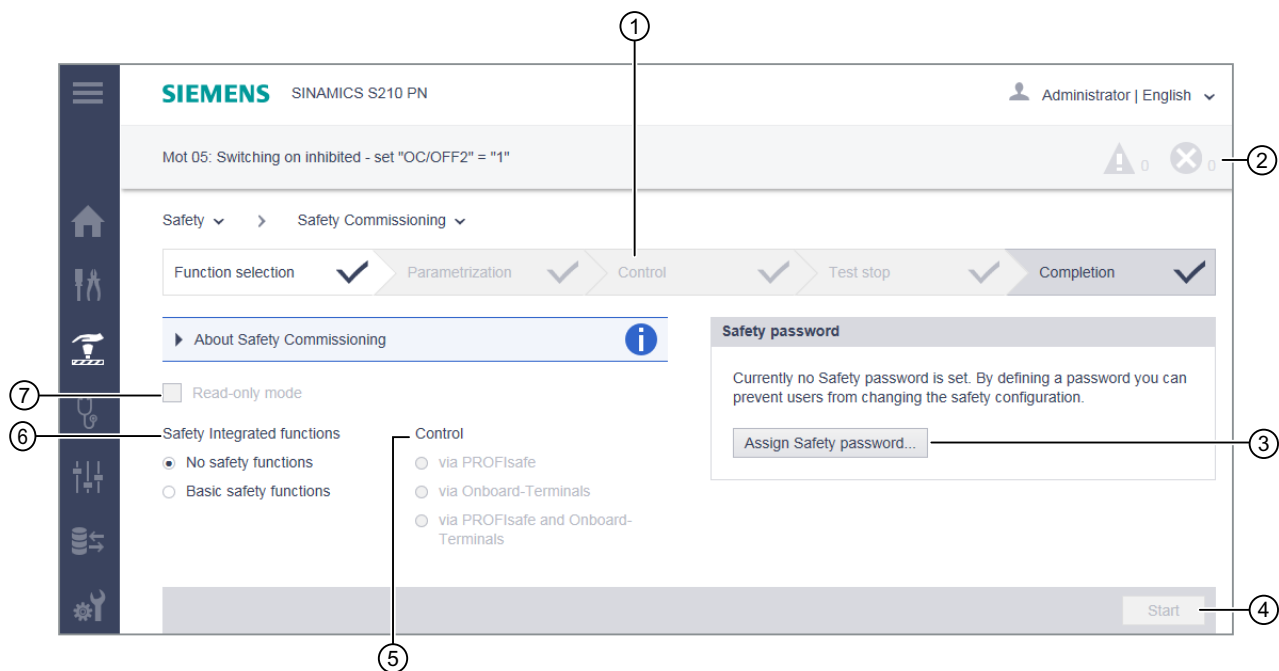 1
SIEMENS SINAMICS S210 PN Administrator | English
Mot 05: Switching on inhibited - set "OC/OFF2" = "1" 0 0 2
Safety > Safety Commissioning
Function selection Parametrization Control Test stop Completion
About Safety Commissioning i
Safety password
Currently no Safety password is set. By defining a password you can
prevent users from changing the safety configuration.
Assign Safety password... 3
7 Read-only mode
6 Safety Integrated functions Control
No safety functions via PROFIsafe
Basic safety functions via Onboard-Terminals
via PROFIsafe and Onboard-
Terminals
Start 4
5